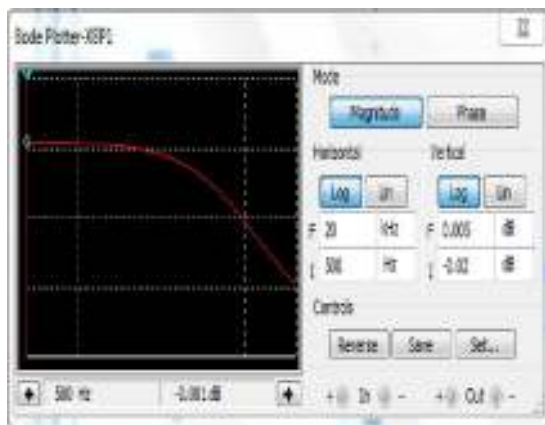 Bode Plotter-XBP1
Mode
Magnitude Phase
Horizontal Vertical
Log Lin Log Lin
F 20 kHz F 0.005 dB
I 500 Hz I -0.02 dB
Controls
Reverse Save Set...
500 Hz -0.001 dB
+ In - + Out -